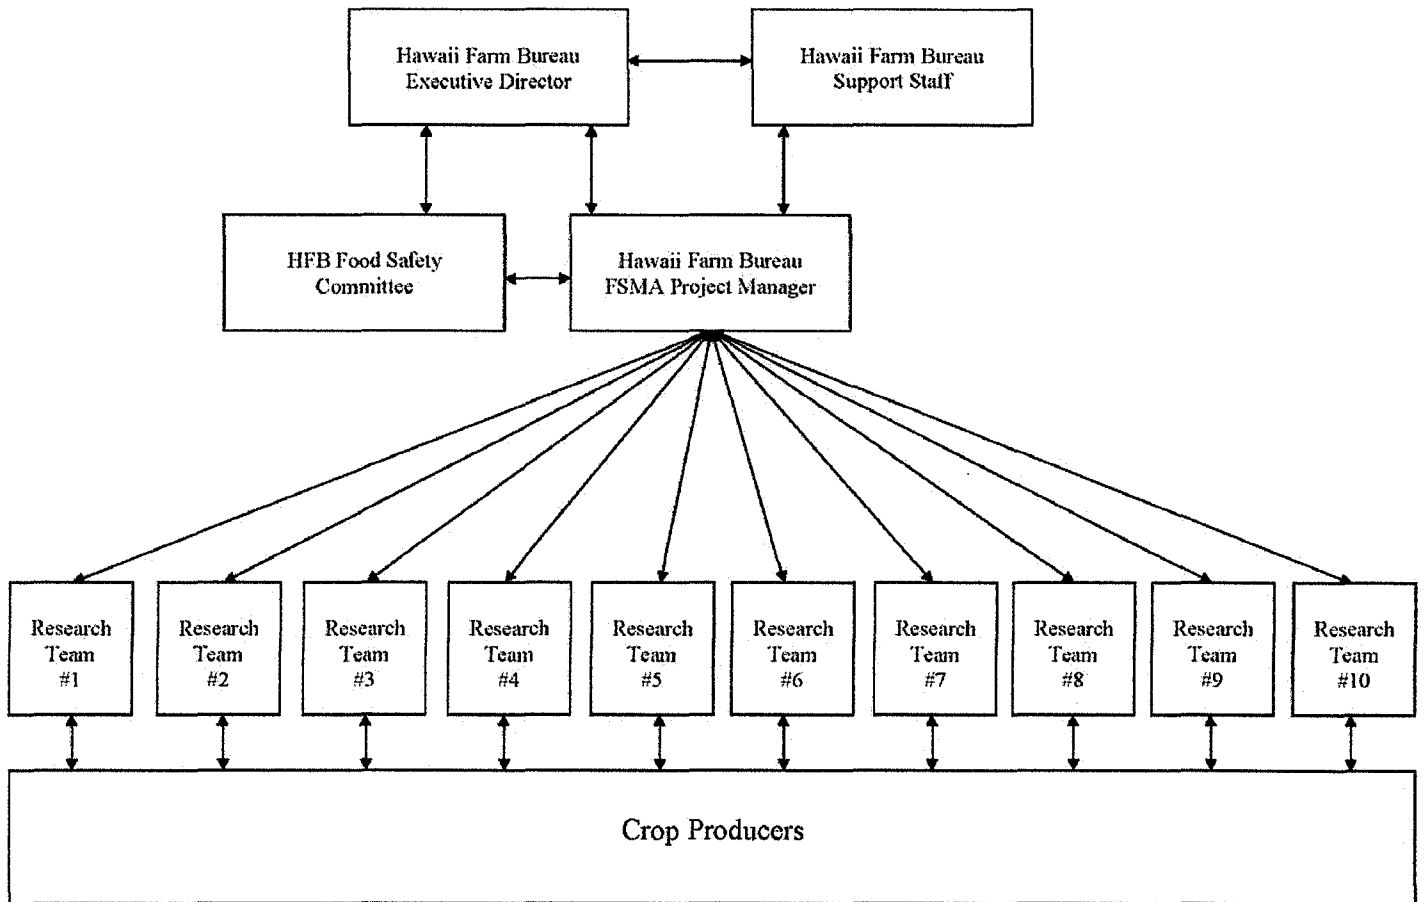 Hawaii Farm Bureau
Executive Director
Hawaii Farm Bureau
Support Staff
HFB Food Safety
Committee
Hawaii Farm Bureau
FSMA Project Manager
Research
Team
#1
Research
Team
#2
Research
Team
#3
Research
Team
#4
Research
Team
#5
Research
Team
#6
Research
Team
#7
Research
Team
#8
Research
Team
#9
Research
Team
#10
Crop Producers